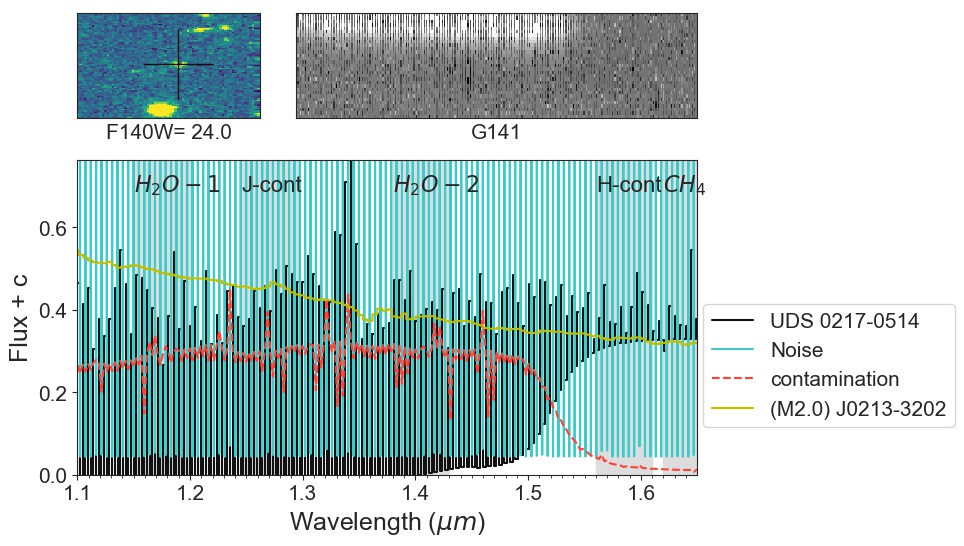 F140W= 24.0
G141
H₂O − 1 J-cont H₂O − 2 H-cont CH₄
Flux + c
0.6
0.4
0.2
0.0
1.1 1.2 1.3 1.4 1.5 1.6
Wavelength (μm)
UDS 0217-0514
Noise
contamination
(M2.0) J0213-3202